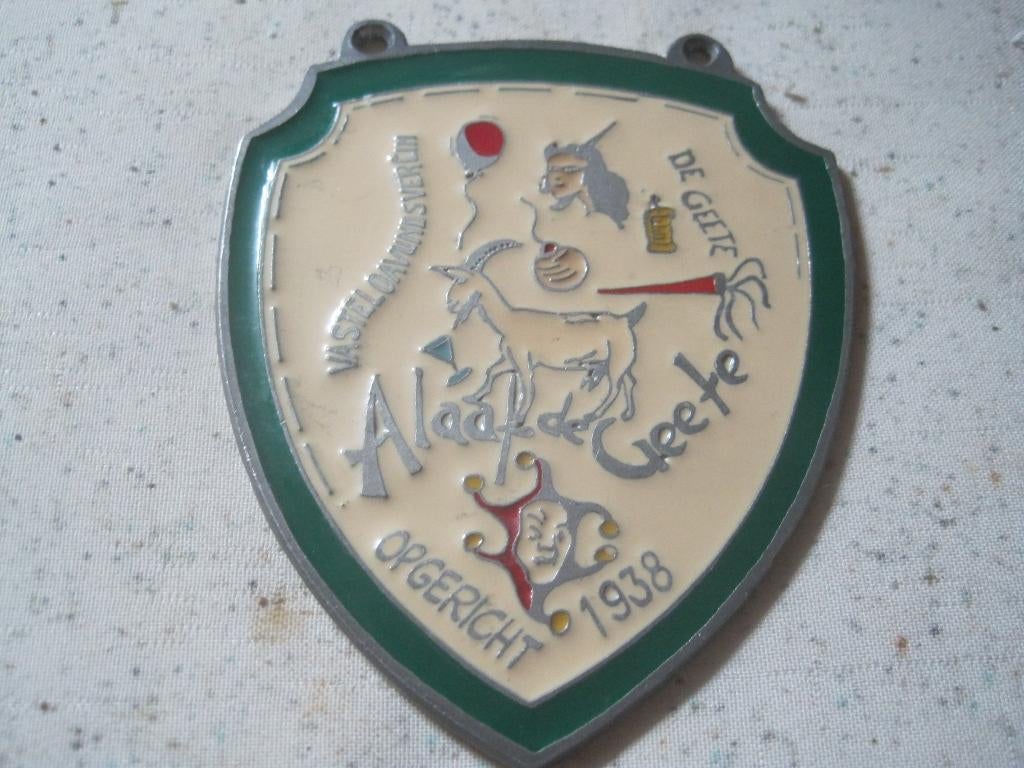 VASTELOAVUNDSVEREIN
DE GEETE
Alaaf de Geete
OPGERICHT 1938